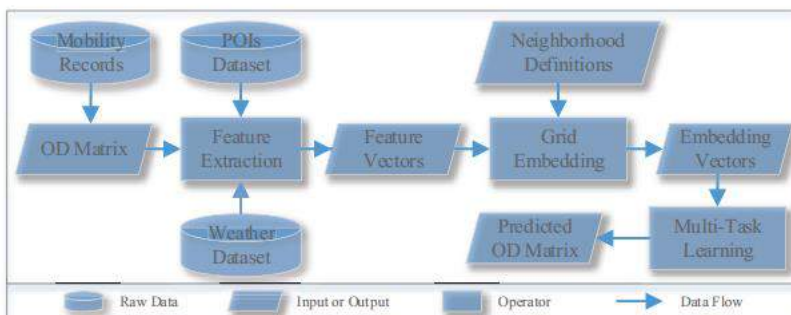 Mobility
Records
POIs
Dataset
Neighborhood
Definitions
OD Matrix
Feature
Extraction
Feature
Vectors
Grid
Embedding
Embedding
Vectors
Weather
Dataset
Predicted
OD Matrix
Multi-Task
Learning
Raw Data
Input or Output
Operator
Data Flow